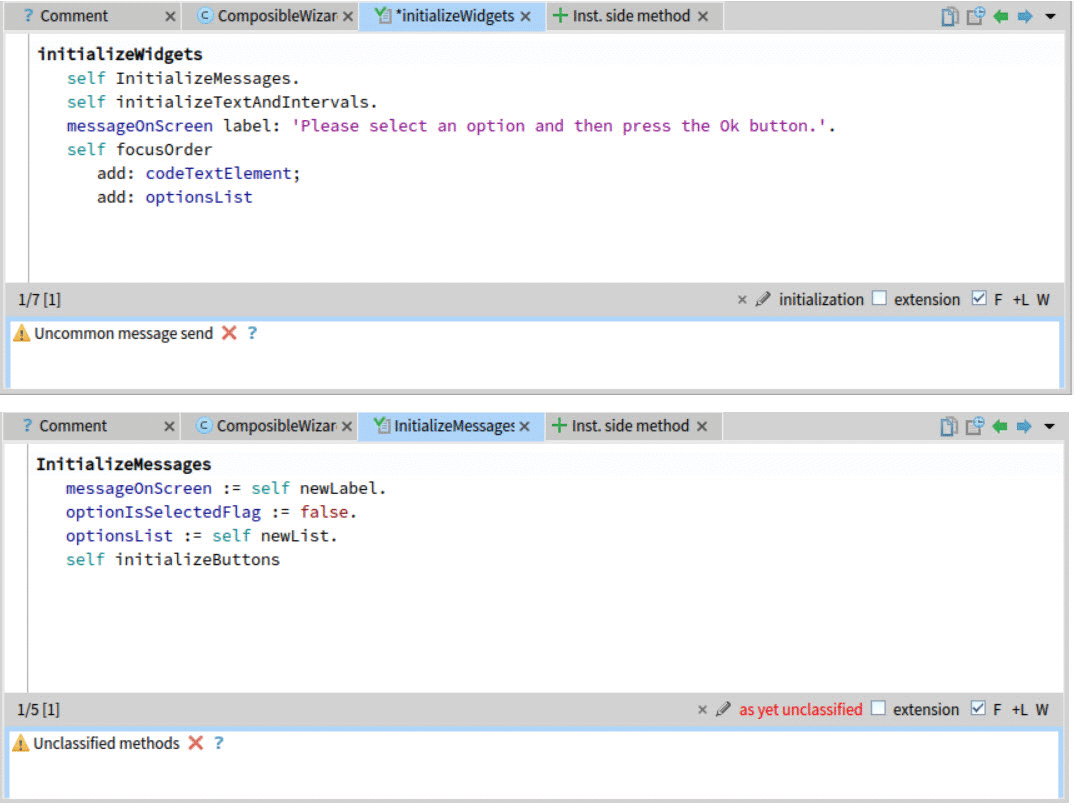 ? Comment × C ComposibleWizar × Y *initializeWidgets × + Inst. side method ×
initializeWidgets
self InitializeMessages.
self initializeTextAndIntervals.
messageOnScreen label: 'Please select an option and then press the Ok button.'.
self focusOrder
add: codeTextElement;
add: optionsList
1/7 [1] × initialization extension F +L W
Uncommon message send ?
? Comment × C ComposibleWizar × Y InitializeMessages × + Inst. side method ×
InitializeMessages
messageOnScreen := self newLabel.
optionIsSelectedFlag := false.
optionsList := self newList.
self initializeButtons
1/5 [1] × as yet unclassified extension F +L W
Unclassified methods ?